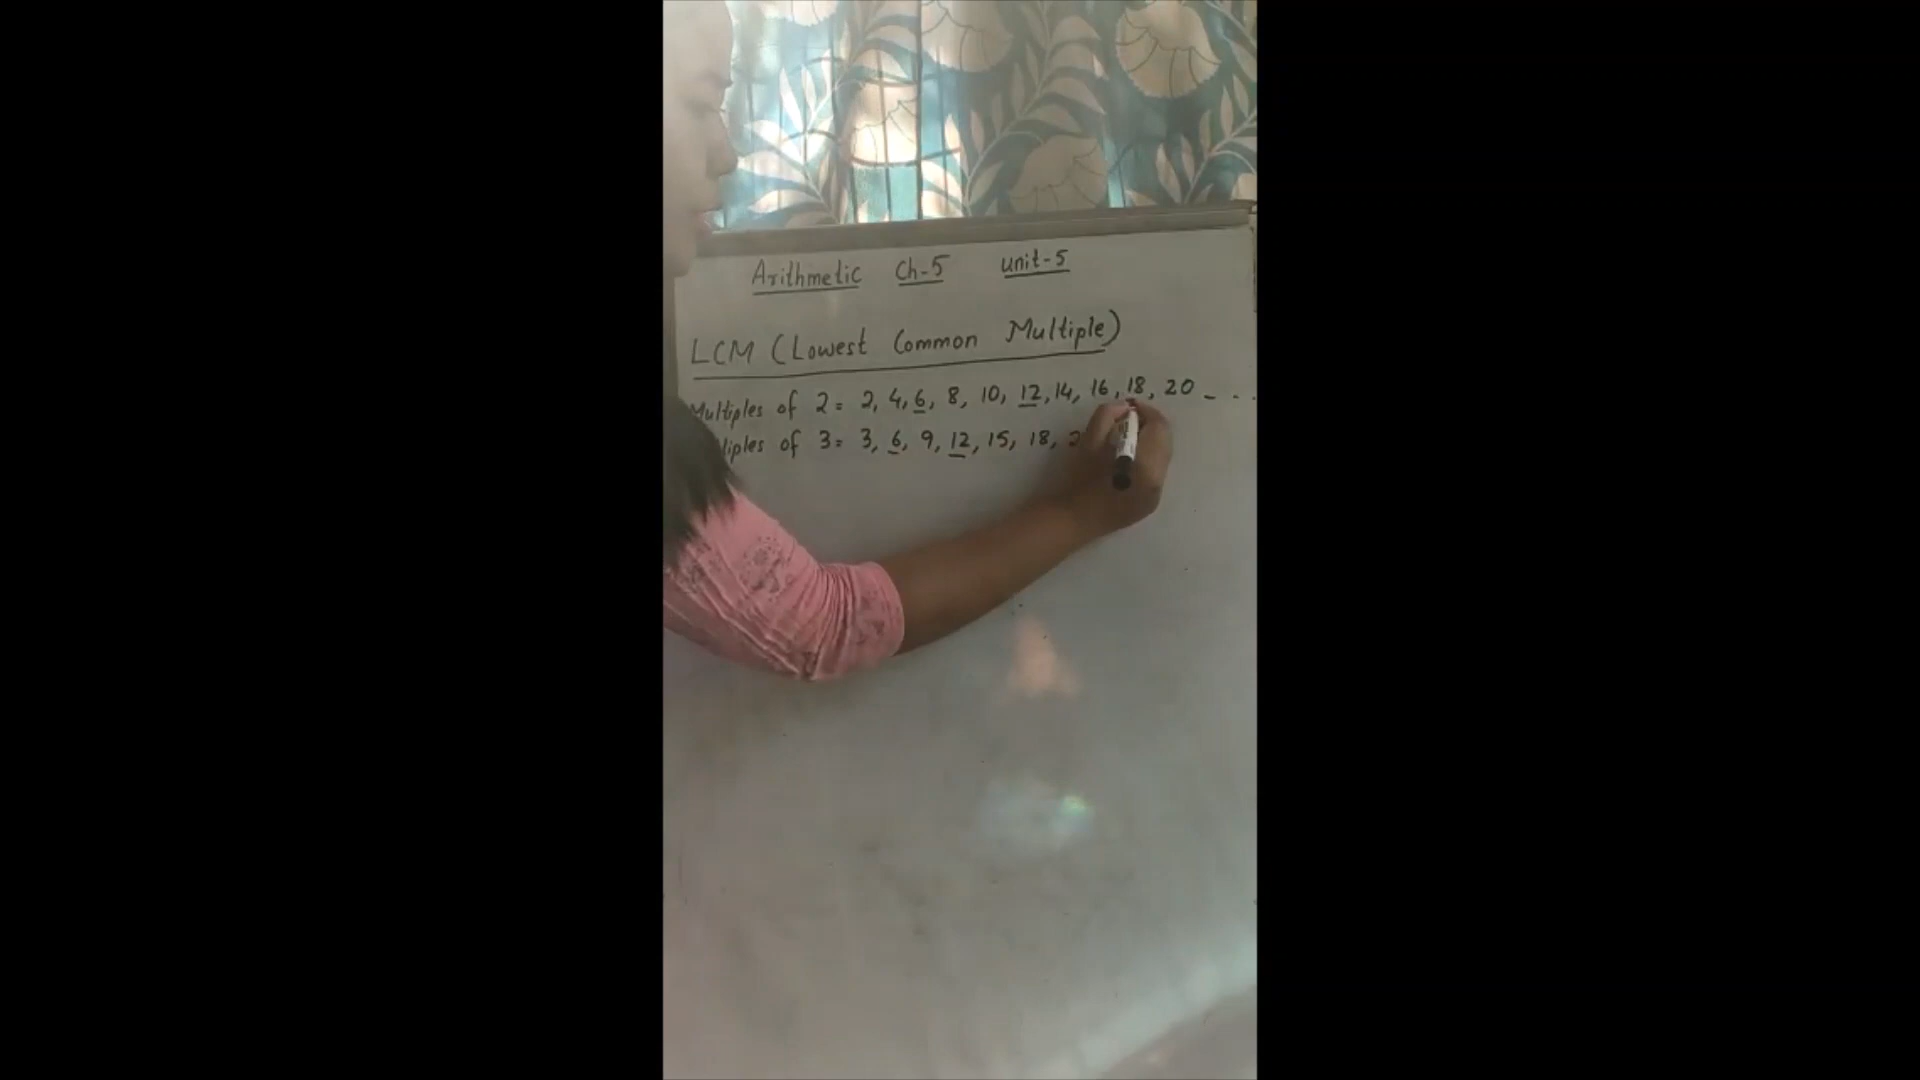 Arithmetic Ch-5 unit-5
LCM (Lowest Common Multiple)
Multiples of 2 = 2, 4, 6, 8, 10, 12, 14, 16, 18, 20 - - -
of 3 = 3, 6, 9, 12, 15, 18,